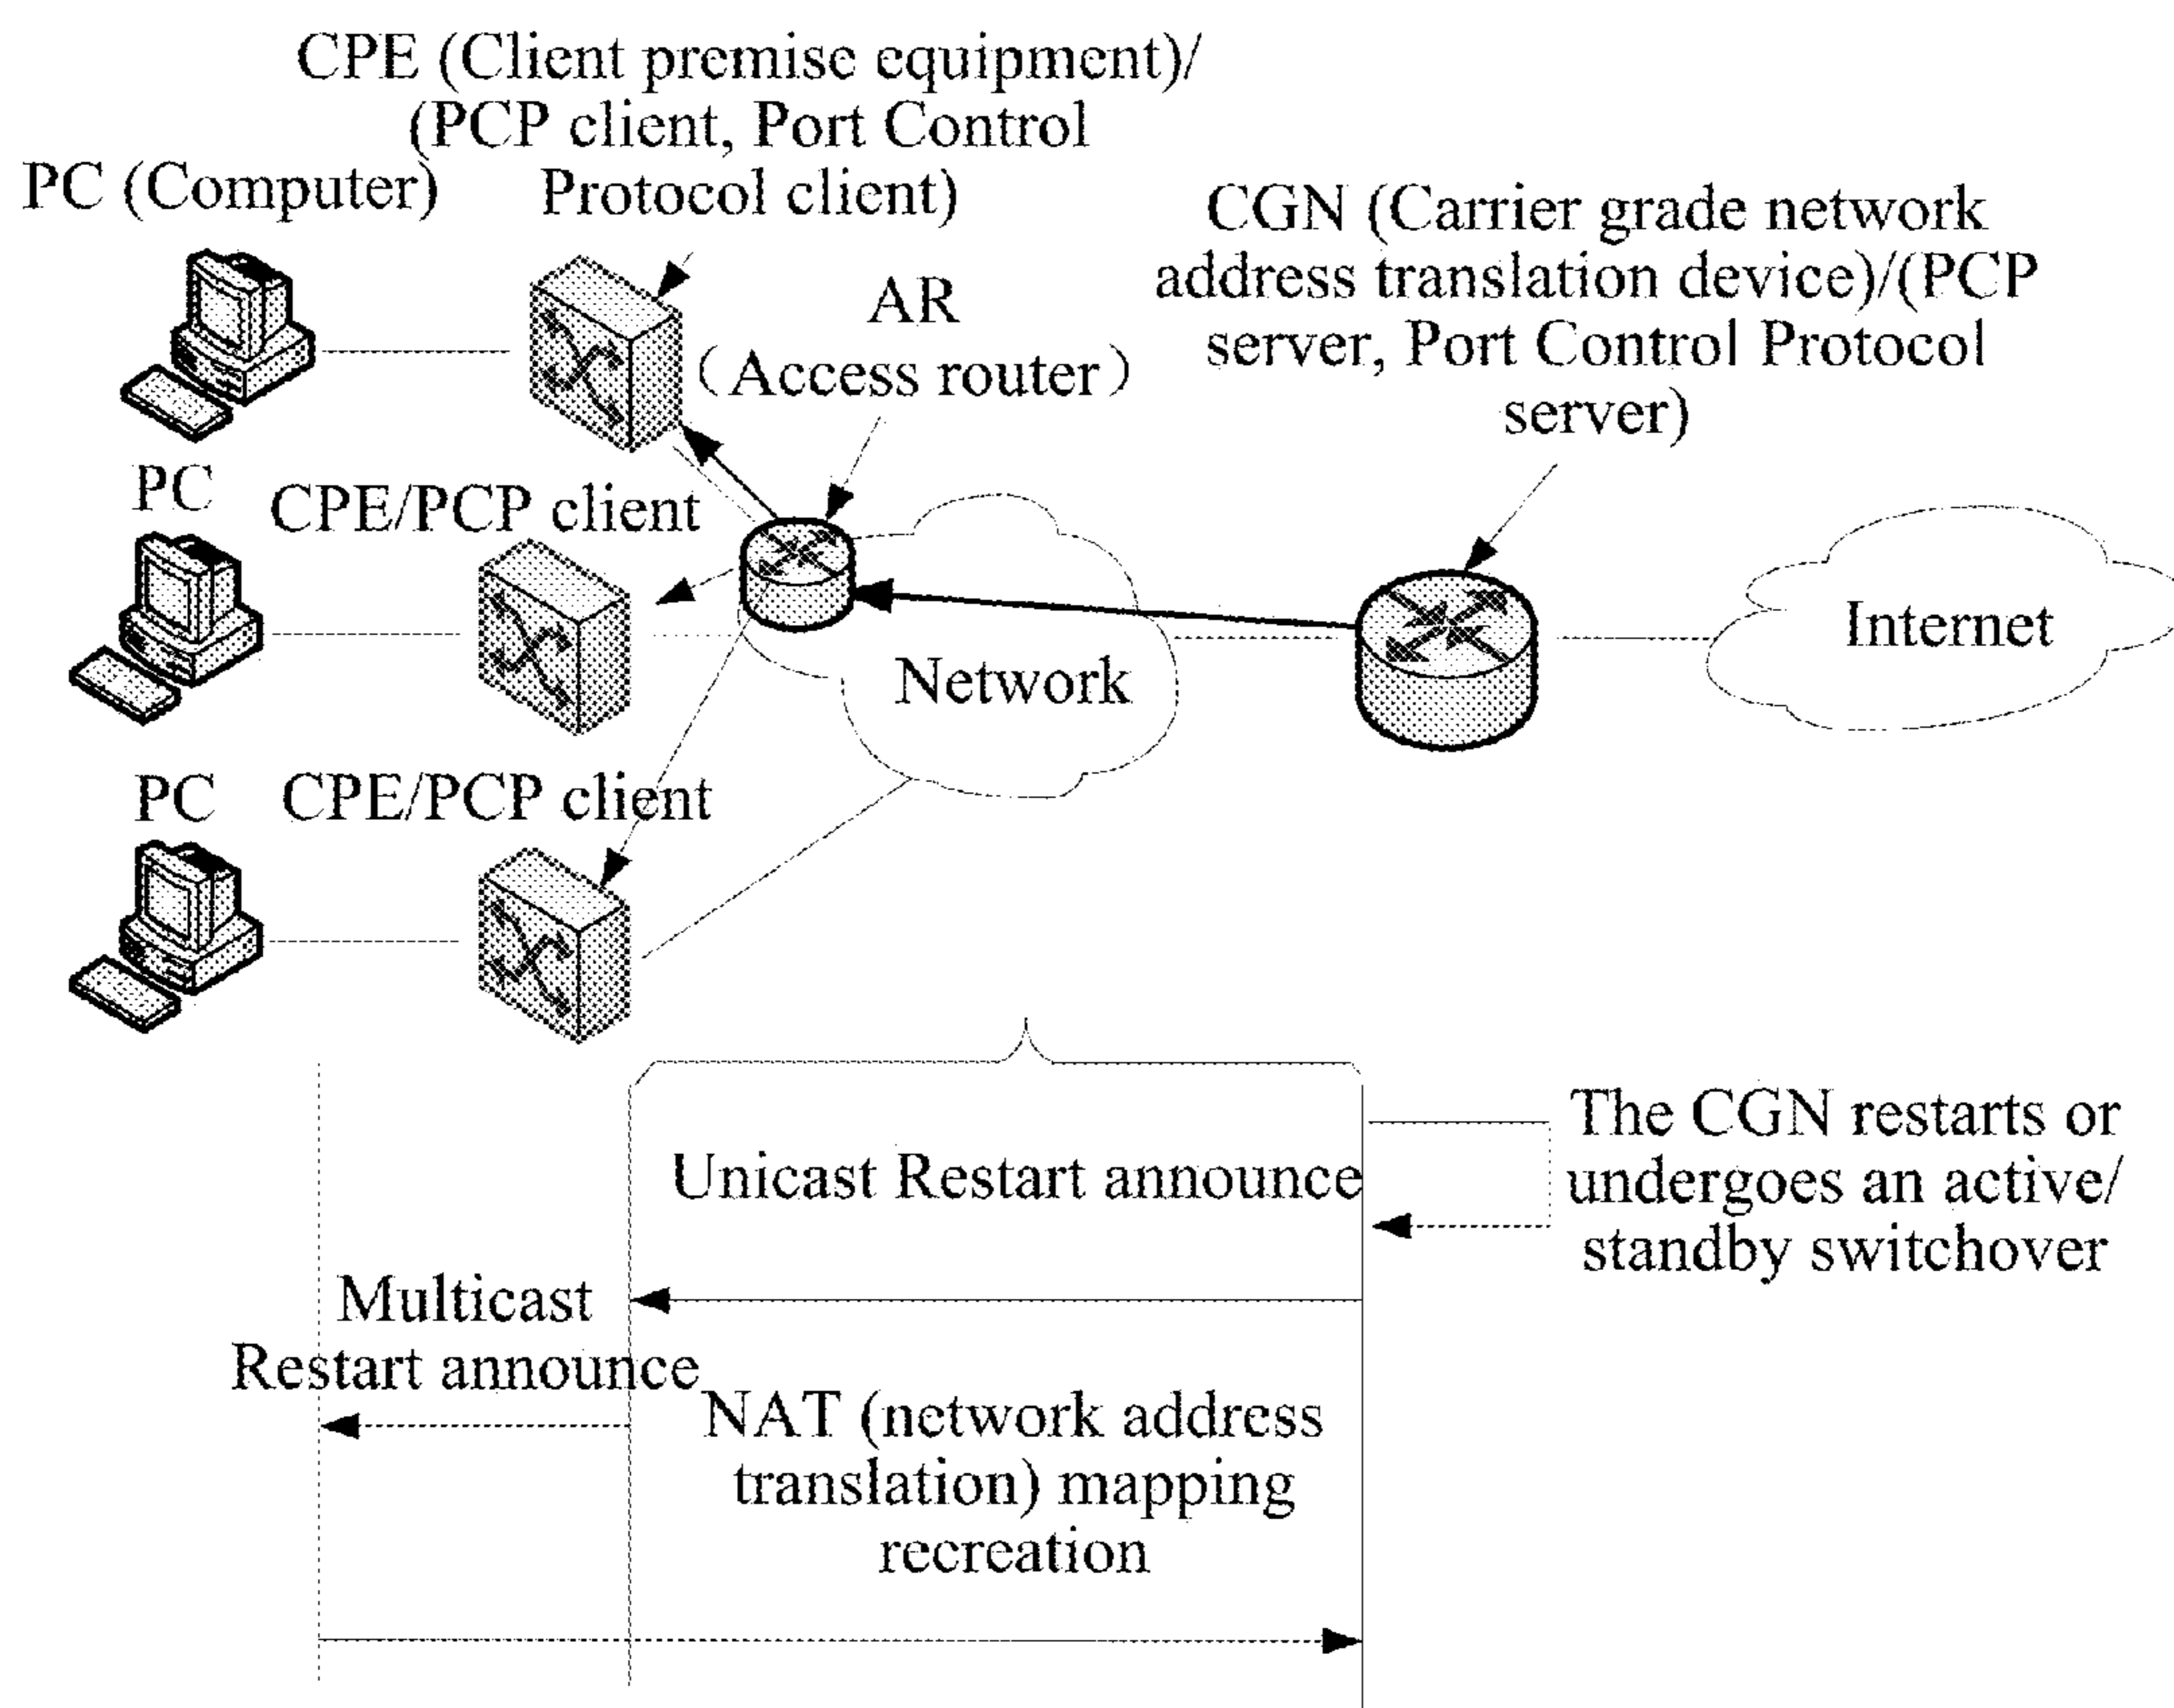 CPE (Client premise equipment)/
(PCP client, Port Control
Protocol client)
PC (Computer)
CGN (Carrier grade network
address translation device)/(PCP
server, Port Control Protocol
server)
AR
(Access router)
PC
CPE/PCP client
Network
Internet
PC
CPE/PCP client
The CGN restarts or
undergoes an active/
standby switchover
Unicast Restart announce
Multicast
Restart announce
NAT (network address
translation) mapping
recreation